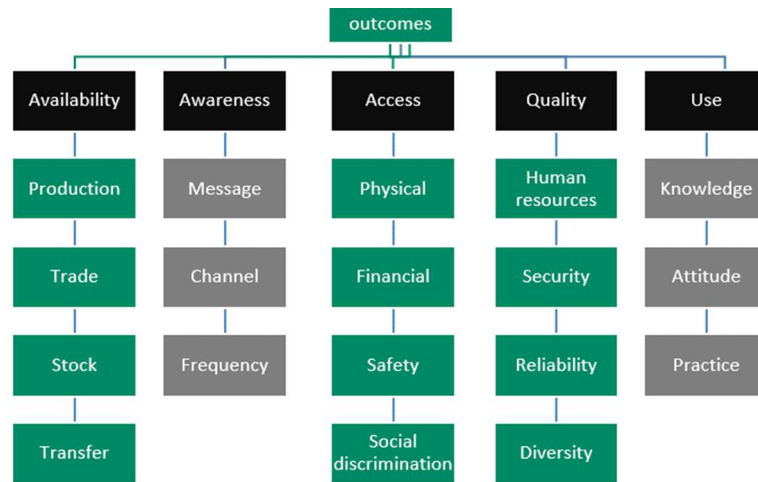 outcomes
Availability
Awareness
Access
Quality
Use
Production
Message
Physical
Human
resources
Knowledge
Trade
Channel
Financial
Security
Attitude
Stock
Frequency
Safety
Reliability
Practice
Transfer
Social
discrimination
Diversity